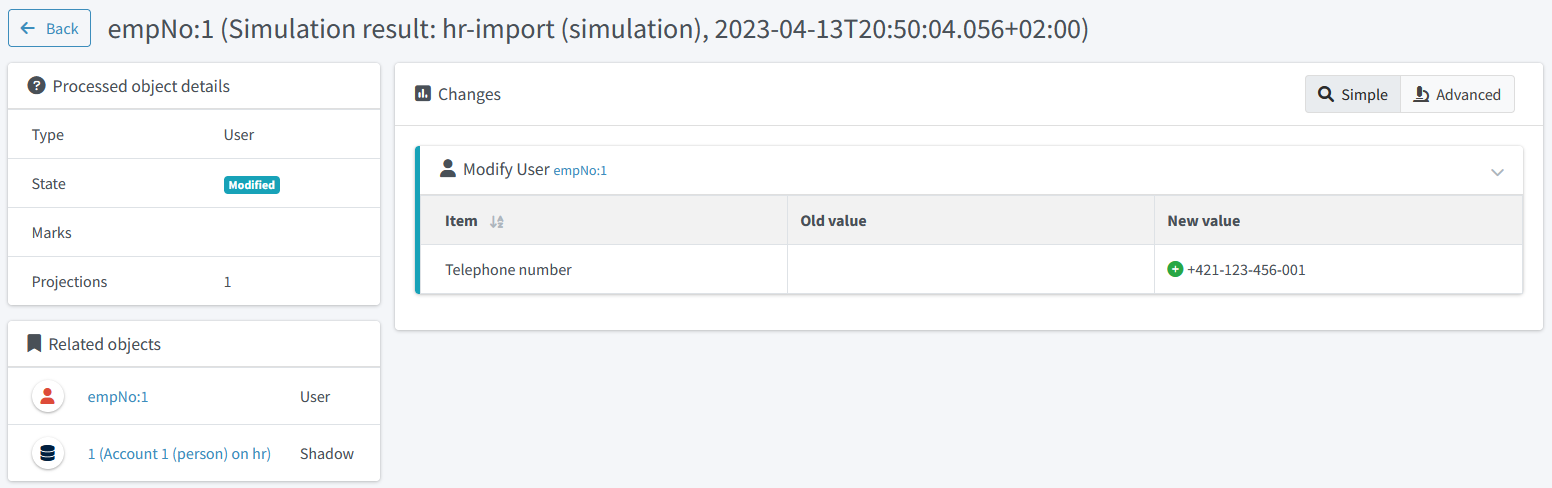 Back empNo:1 (Simulation result: hr-import (simulation), 2023-04-13T20:50:04.056+02:00)
Processed object details
Type User
State Modified
Marks
Projections 1
Related objects
empNo:1 User
1 (Account 1 (person) on hr) Shadow
Changes Simple Advanced
Modify User empNo:1
Item Old value New value
Telephone number +421-123-456-001